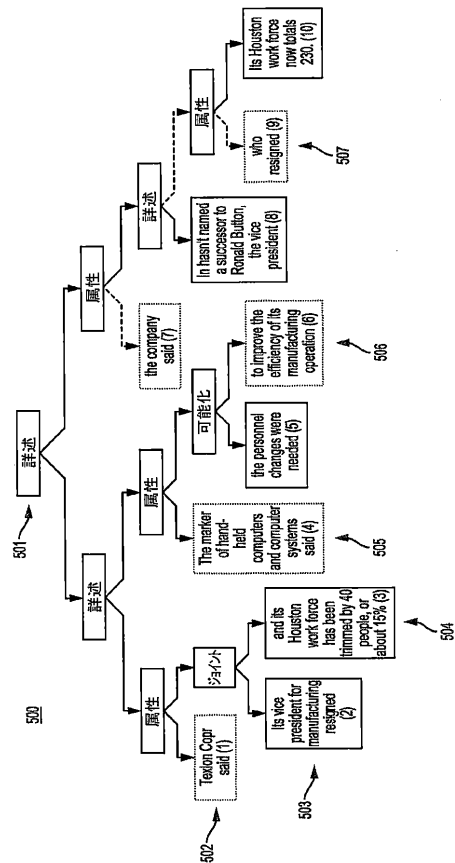 500
501
詳述
詳述
属性
属性
属性
詳述
ジョイント
可能化
属性
Texlon Copr
said (1)
502
Its vice
president for
manufacturing
resigned
(2)
503
and its
Houston
work force
has been
trimmed by 40
people, or
about 15% (3)
504
The marker
of hand-
held
computers
and computer
systems
said (4)
505
the personnel
changes were
needed (5)
to improve the
efficiency of its
manufacturing
operation (6)
506
the company
said (7)
In hasn't named
a successor to
Ronald Button,
the vice
president (8)
who
resigned (9)
507
Its Houston
work force
now totals
230. (10)